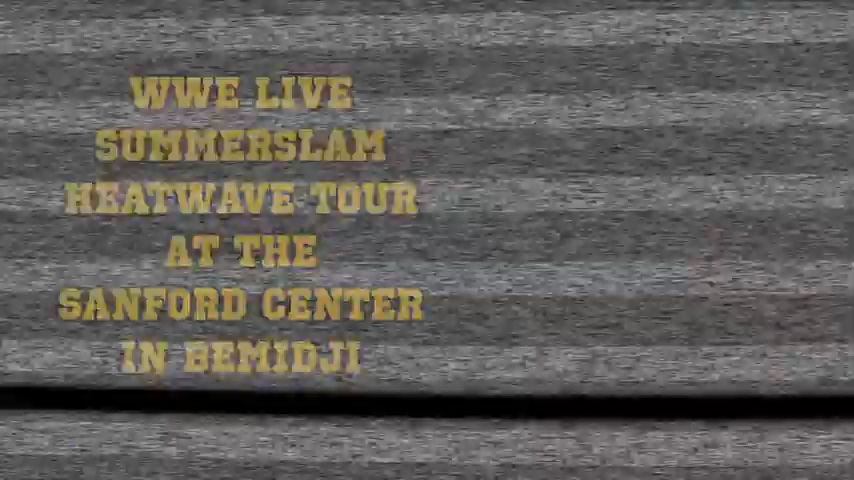 WWE LIVE
SUMMERSLAM
HEATWAVE TOUR
AT THE
SANFORD CENTER
IN BEMIDJI